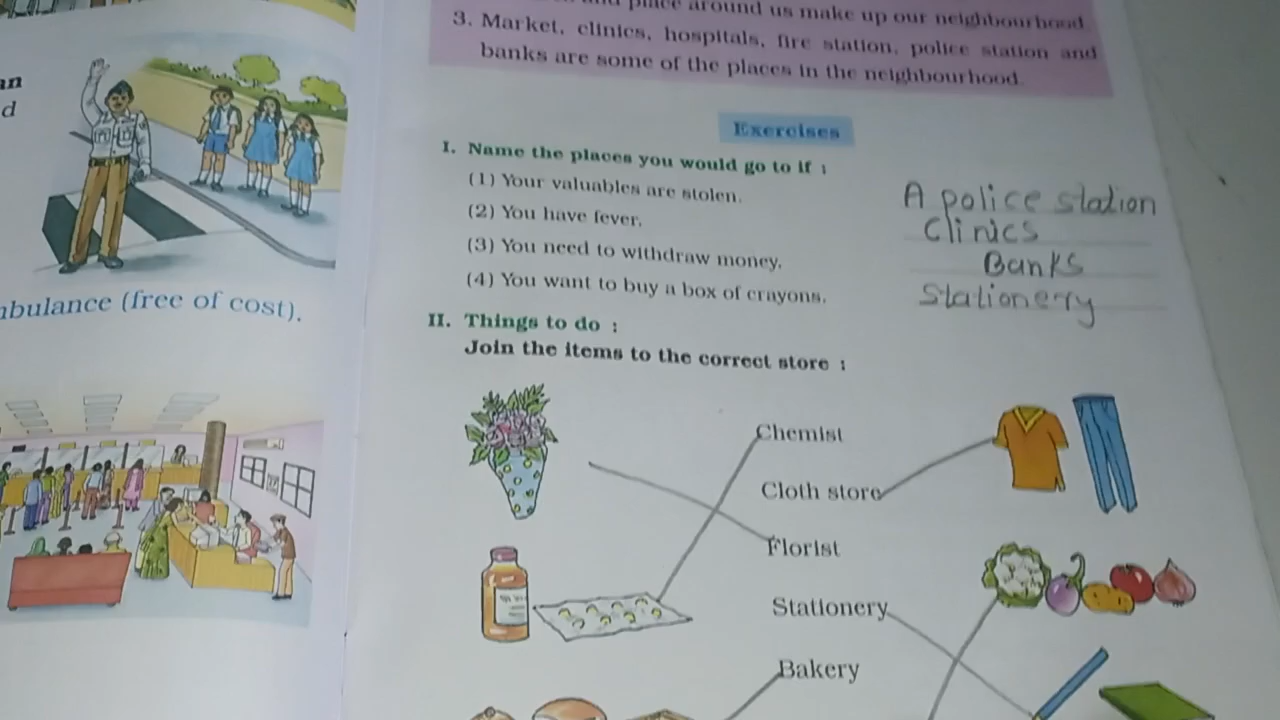 place around us make up our neighbourhood.
3. Market, clinics, hospitals, fire station, police station and
banks are some of the places in the neighbourhood.
d
mbulance (free of cost).
Exercises
I. Name the places you would go to if :
(1) Your valuables are stolen. A police station
(2) You have fever. Clinics
(3) You need to withdraw money. Banks
(4) You want to buy a box of crayons. Stationery
II. Things to do :
Join the items to the correct store :
Chemist
Cloth store
Florist
Stationery
Bakery